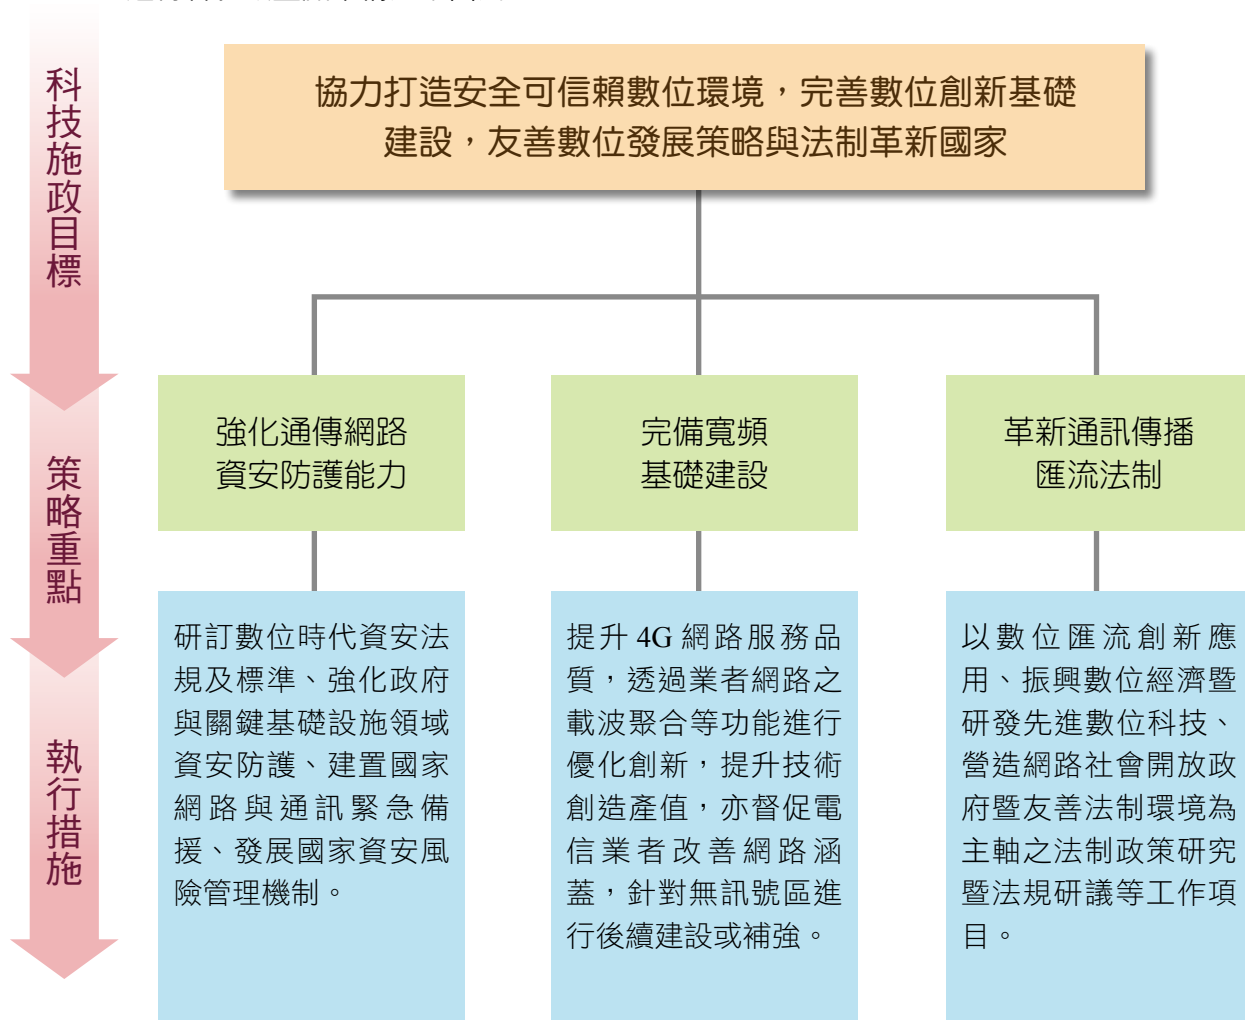 科技施政目標
協力打造安全可信賴數位環境，完善數位創新基礎
建設，友善數位發展策略與法制革新國家
策略重點
強化通傳網路
資安防護能力
完備寬頻
基礎建設
革新通訊傳播
匯流法制
執行措施
研訂數位時代資安法
規及標準、強化政府
與關鍵基礎設施領域
資安防護、建置國家
網路與通訊緊急備
援、發展國家資安風
險管理機制。
提升 4G 網路服務品
質，透過業者網路之
載波聚合等功能進行
優化創新，提升技術
創造產值，亦督促電
信業者改善網路涵
蓋，針對無訊號區進
行後續建設或補強。
以數位匯流創新應
用、振興數位經濟暨
研發先進數位科技、
營造網路社會開放政
府暨友善法制環境為
主軸之法制政策研究
暨法規研議等工作項
目。